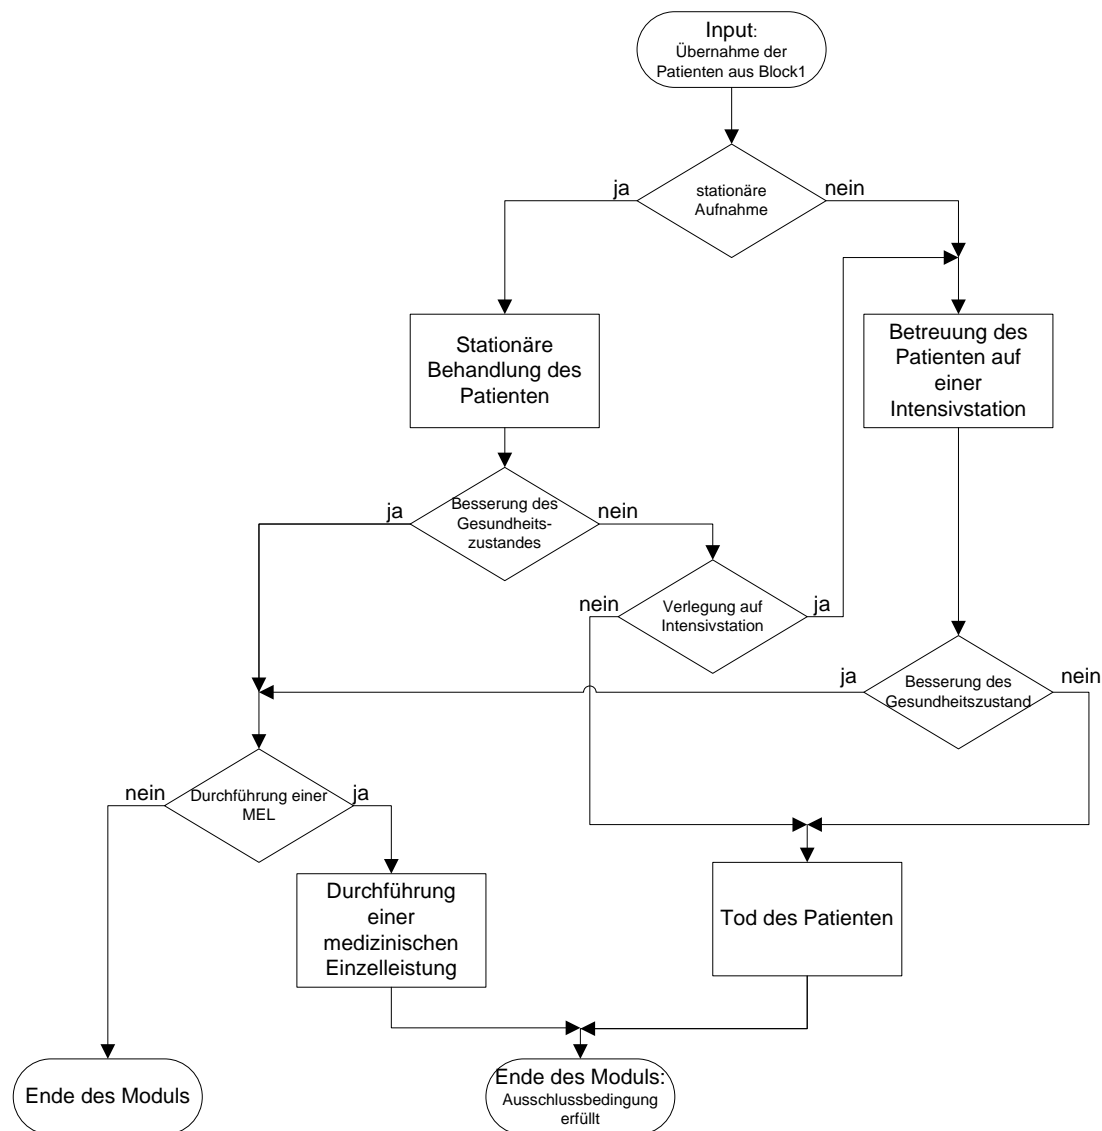 Input:
Übernahme der
Patienten aus Block1
ja
stationäre
Aufnahme
nein
Stationäre
Behandlung des
Patienten
Betreuung des
Patienten auf
einer
Intensivstation
ja
Besserung des
Gesundheits-
zustandes
nein
nein
Verlegung auf
Intensivstation
ja
ja
Besserung des
Gesundheitszustand
nein
nein
Durchführung einer
MEL
ja
Durchführung
einer
medizinischen
Einzelleistung
Tod des Patienten
Ende des Moduls
Ende des Moduls:
Ausschlussbedingung
erfüllt